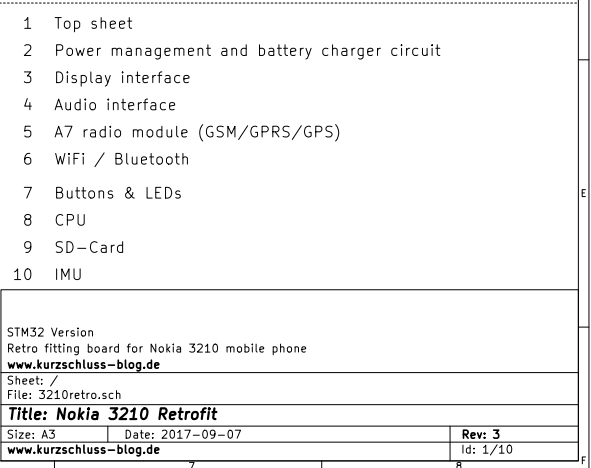 1 Top sheet
2 Power management and battery charger circuit
3 Display interface
4 Audio interface
5 A7 radio module (GSM/GPRS/GPS)
6 WiFi / Bluetooth
7 Buttons & LEDs
8 CPU
9 SD-Card
10 IMU
E
STM32 Version
Retro fitting board for Nokia 3210 mobile phone
www.kurzschluss-blog.de
Sheet: /
File: 3210retro.sch
Title: Nokia 3210 Retrofit
Size: A3 Date: 2017-09-07 Rev: 3
www.kurzschluss-blog.de Id: 1/10
F
7 8